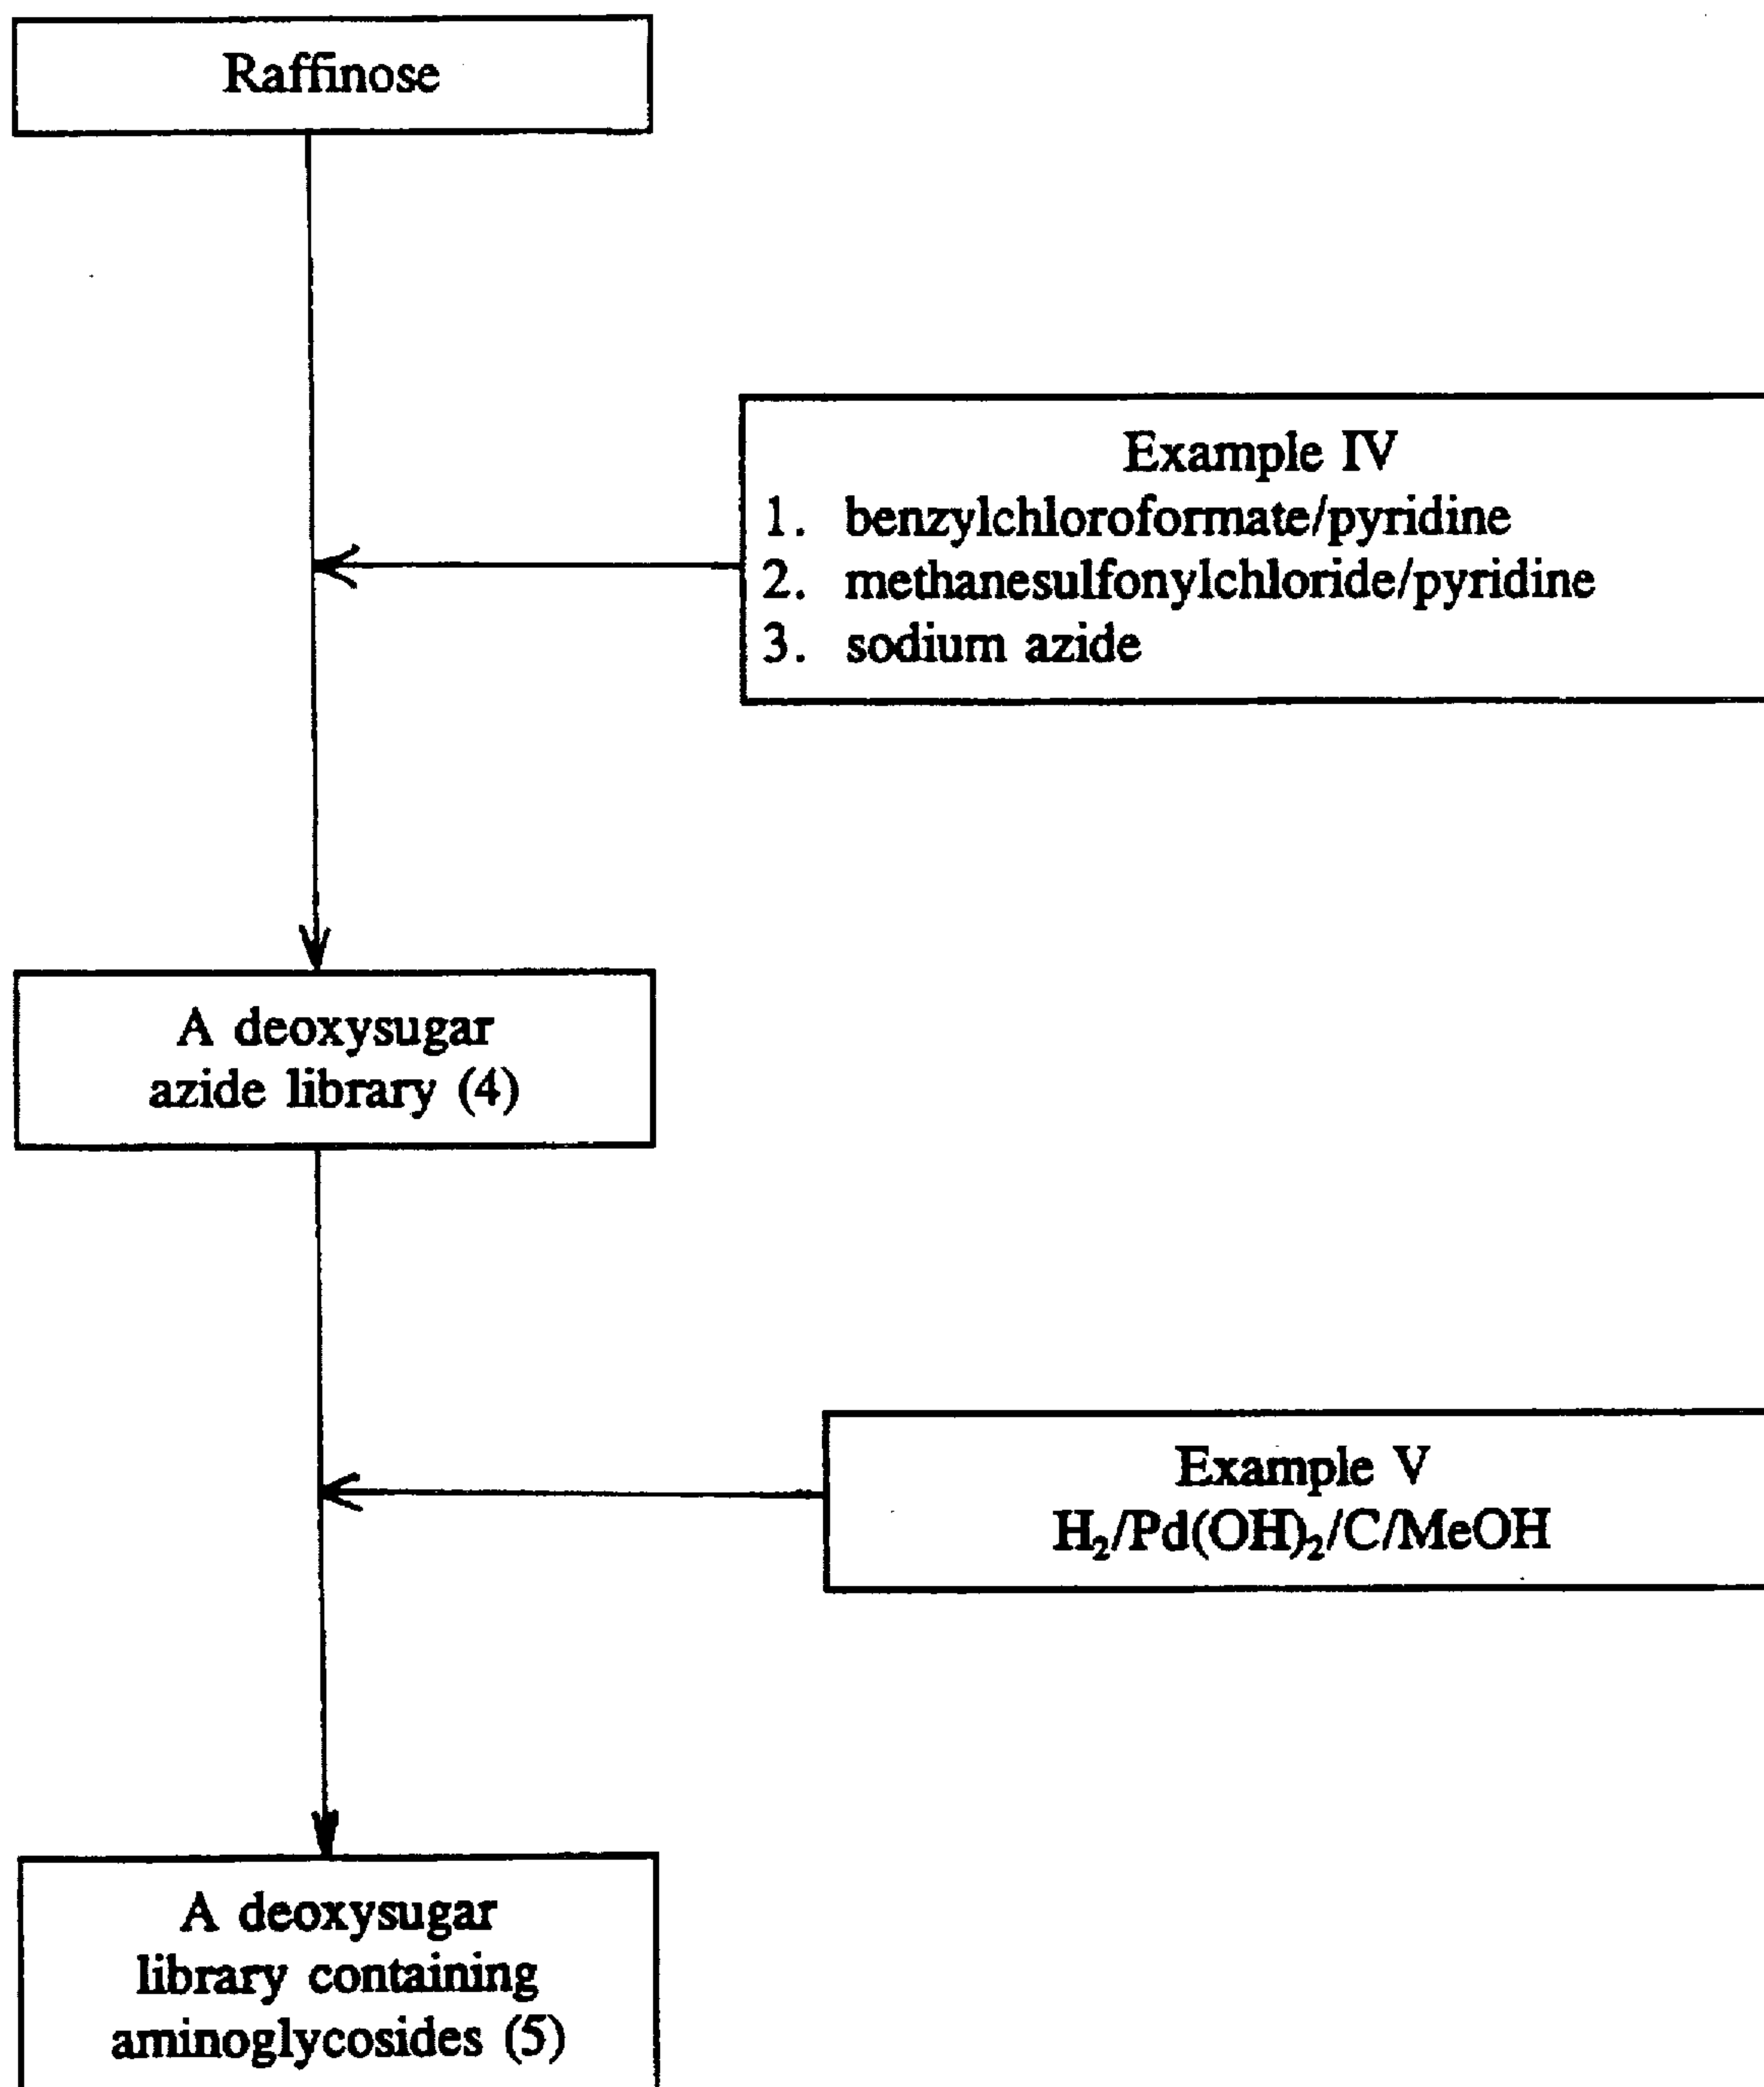 Raffinose
Example IV
1. benzylchloroformate/pyridine
2. methanesulfonylchloride/pyridine
3. sodium azide
A deoxysugar
azide library (4)
Example V
H₂/Pd(OH)₂/C/MeOH
A deoxysugar
library containing
aminoglycosides (5)